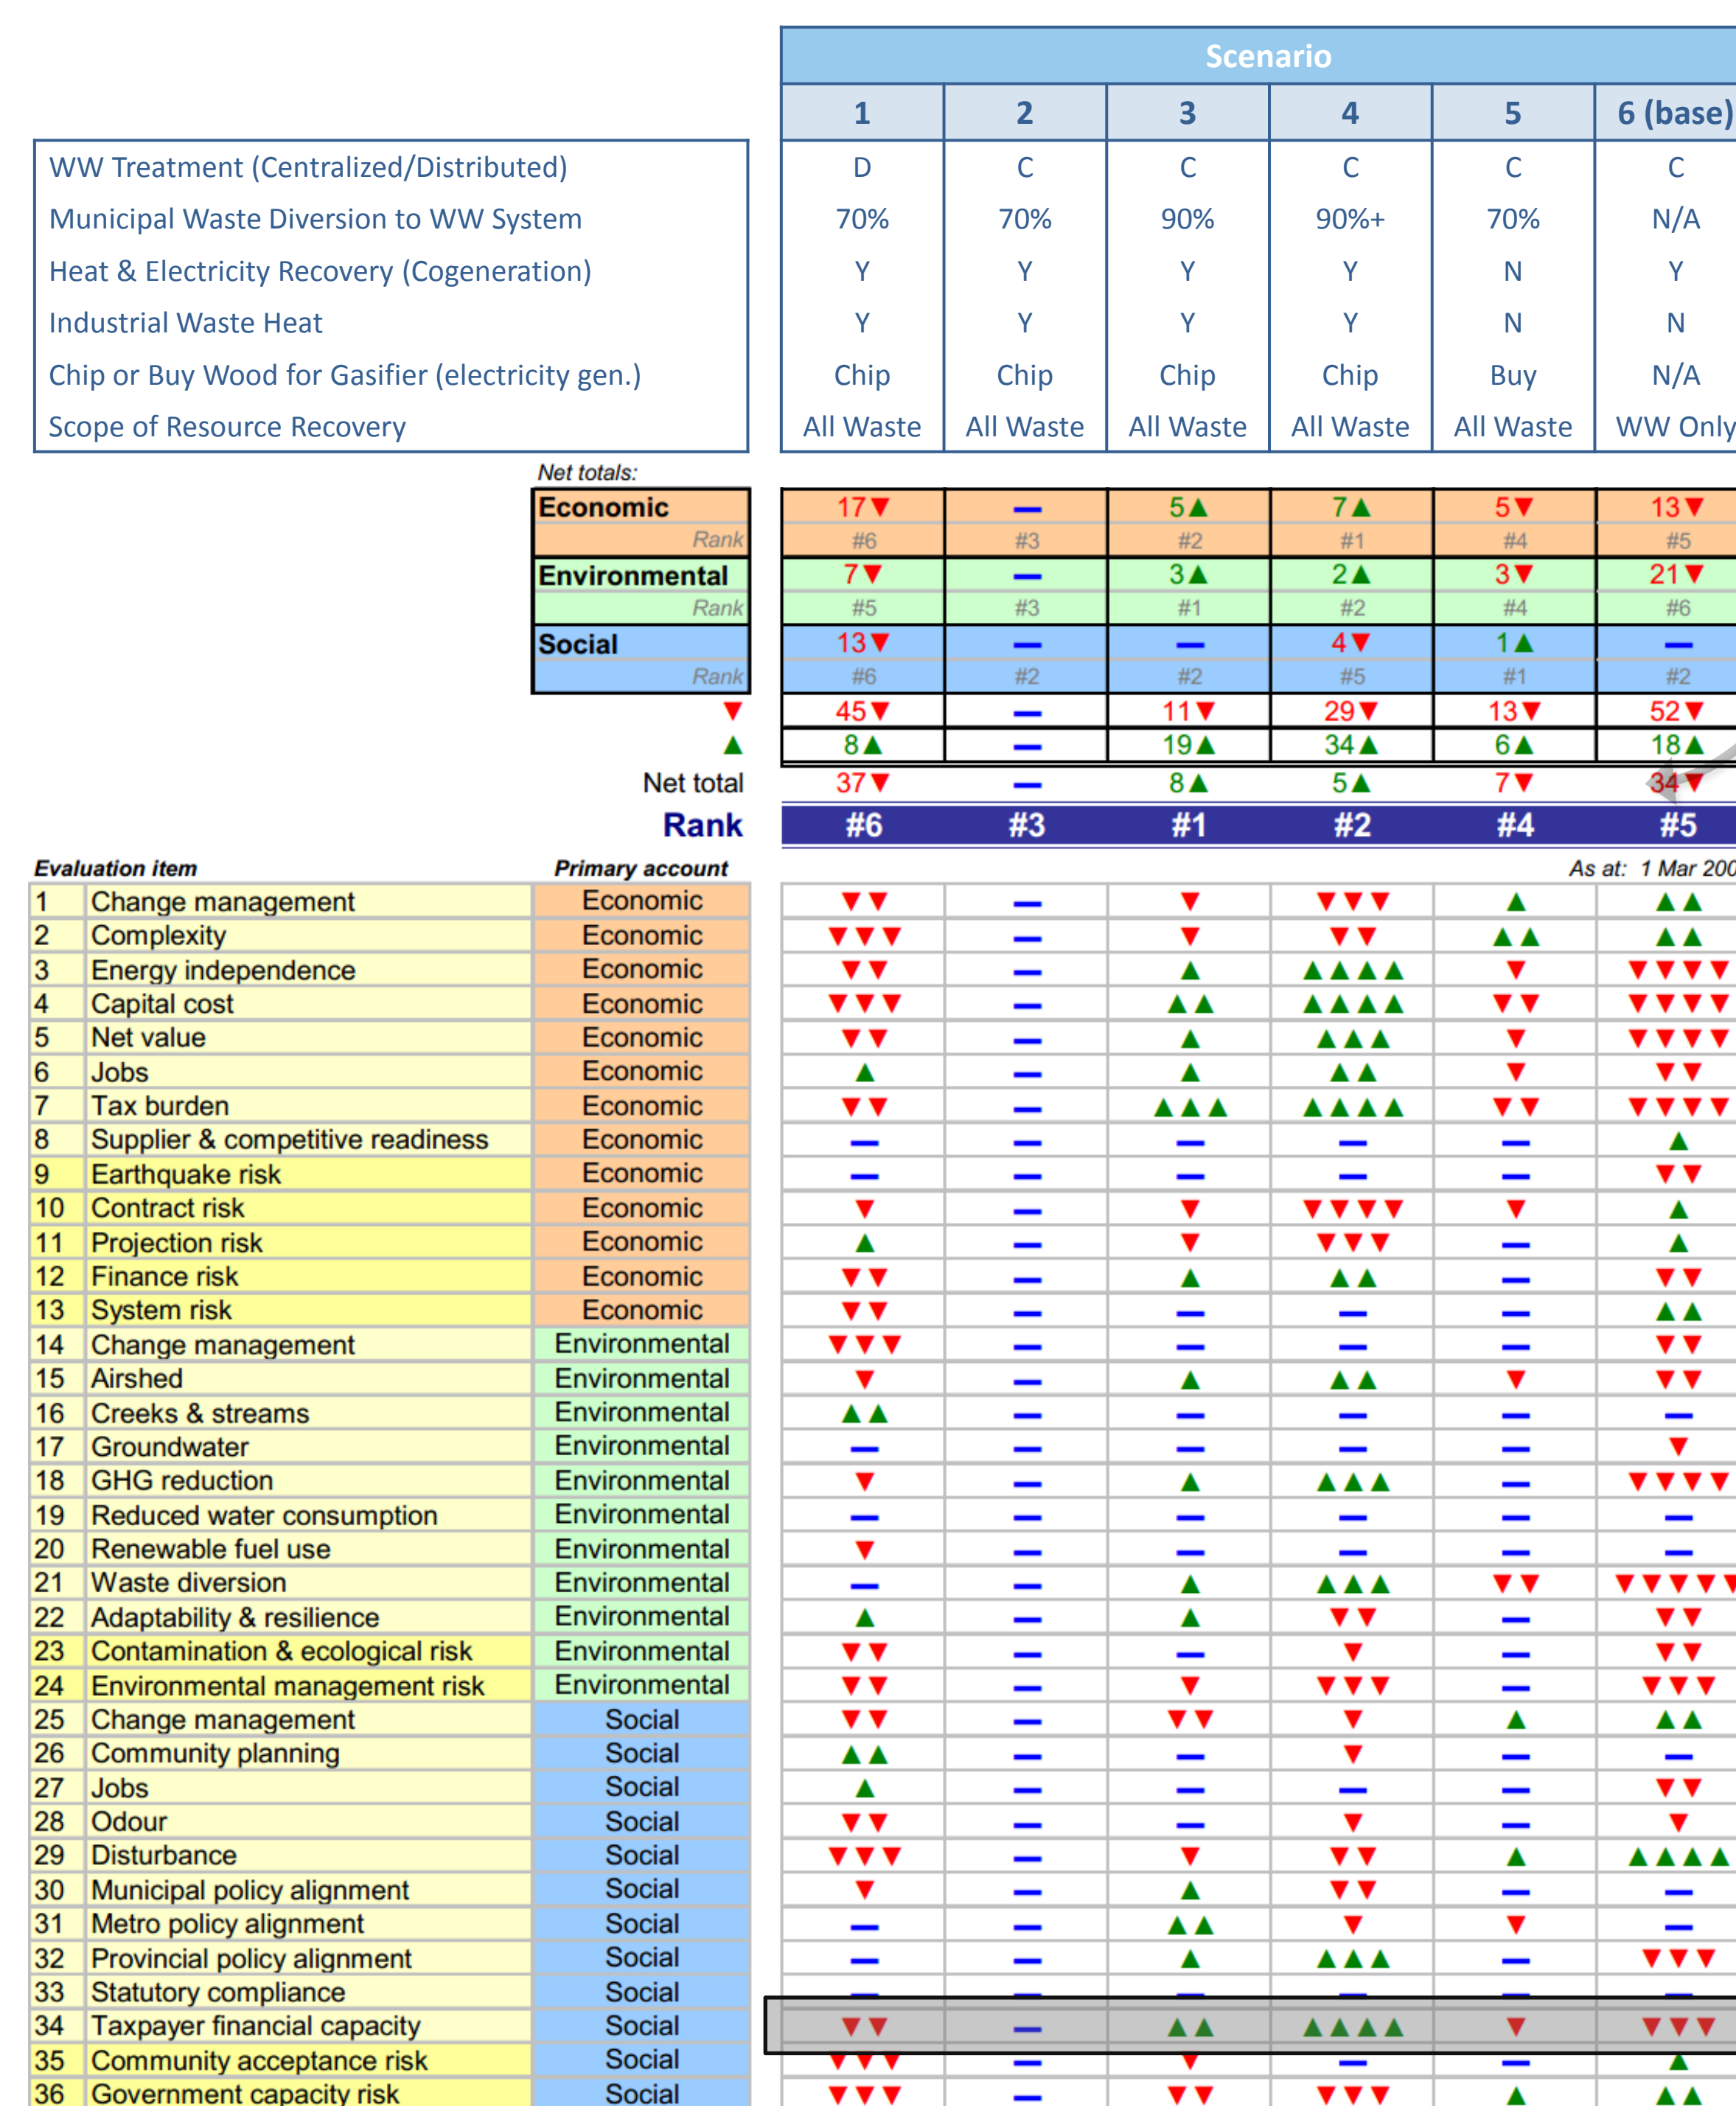 Scenario
1 2 3 4 5 6 (base)
WW Treatment (Centralized/Distributed) D C C C C C
Municipal Waste Diversion to WW System 70% 70% 90% 90%+ 70% N/A
Heat & Electricity Recovery (Cogeneration) Y Y Y Y N Y
Industrial Waste Heat Y Y Y Y N N
Chip or Buy Wood for Gasifier (electricity gen.) Chip Chip Chip Chip Buy N/A
Scope of Resource Recovery All Waste All Waste All Waste All Waste All Waste WW Only
Net totals:
Economic 17▼ — 5▲ 7▲ 5▼ 13▼
Rank #6 #3 #2 #1 #4 #5
Environmental 7▼ — 3▲ 2▲ 3▼ 21▼
Rank #5 #3 #1 #2 #4 #6
Social 13▼ — — 4▼ 1▲ —
Rank #6 #2 #2 #5 #1 #2
▼ 45▼ — 11▼ 29▼ 13▼ 52▼
▲ 8▲ — 19▲ 34▲ 6▲ 18▲
Net total 37▼ — 8▲ 5▲ 7▼ 34▼
Rank #6 #3 #1 #2 #4 #5
Evaluation item Primary account As at: 1 Mar 200
1 Change management Economic ▼▼ — ▼ ▼▼▼ ▲ ▲▲
2 Complexity Economic ▼▼▼ — ▼ ▼▼ ▲▲ ▲▲
3 Energy independence Economic ▼▼ — ▲ ▲▲▲▲ ▼ ▼▼▼▼
4 Capital cost Economic ▼▼▼ — ▲▲ ▲▲▲▲ ▼▼ ▼▼▼▼
5 Net value Economic ▼▼ — ▲ ▲▲▲ ▼ ▼▼▼▼
6 Jobs Economic ▲ — ▲ ▲▲ ▼ ▼▼
7 Tax burden Economic ▼▼ — ▲▲▲ ▲▲▲▲ ▼▼ ▼▼▼▼
8 Supplier & competitive readiness Economic — — — — — ▲
9 Earthquake risk Economic — — — — — ▼▼
10 Contract risk Economic ▼ — ▼ ▼▼▼▼ ▼ ▲
11 Projection risk Economic ▲ — ▼ ▼▼▼ — ▲
12 Finance risk Economic ▼▼ — ▲ ▲▲ — ▼▼
13 System risk Economic ▼▼ — — — — ▲▲
14 Change management Environmental ▼▼▼ — — — — ▼▼
15 Airshed Environmental ▼ — ▲ ▲▲ ▼ ▼▼
16 Creeks & streams Environmental ▲▲ — — — — —
17 Groundwater Environmental — — — — — ▼
18 GHG reduction Environmental ▼ — ▲ ▲▲▲ — ▼▼▼▼
19 Reduced water consumption Environmental — — — — — —
20 Renewable fuel use Environmental ▼ — — — — —
21 Waste diversion Environmental — — ▲ ▲▲▲ ▼▼ ▼▼▼▼▼
22 Adaptability & resilience Environmental ▲ — ▲ ▼▼ — ▼▼
23 Contamination & ecological risk Environmental ▼▼ — — ▼ — ▼▼
24 Environmental management risk Environmental ▼▼ — ▼ ▼▼▼ — ▼▼▼
25 Change management Social ▼▼ — ▼▼ ▼ ▲ ▲▲
26 Community planning Social ▲▲ — — ▼ — —
27 Jobs Social ▲ — — — — ▼▼
28 Odour Social ▼▼ — — ▼ — ▼
29 Disturbance Social ▼▼▼ — ▼ ▼▼ ▲ ▲▲▲▲
30 Municipal policy alignment Social ▼ — ▲ ▼▼ — —
31 Metro policy alignment Social — — ▲▲ ▼ ▼ —
32 Provincial policy alignment Social — — ▲ ▲▲▲ — ▼▼▼
33 Statutory compliance Social — — — — — —
34 Taxpayer financial capacity Social ▼▼ — ▲▲ ▲▲▲▲ ▼ ▼▼▼
35 Community acceptance risk Social ▼▼▼ — ▼ — — ▲
36 Government capacity risk Social ▼▼▼ — ▼▼ ▼▼▼ ▲ ▲▲